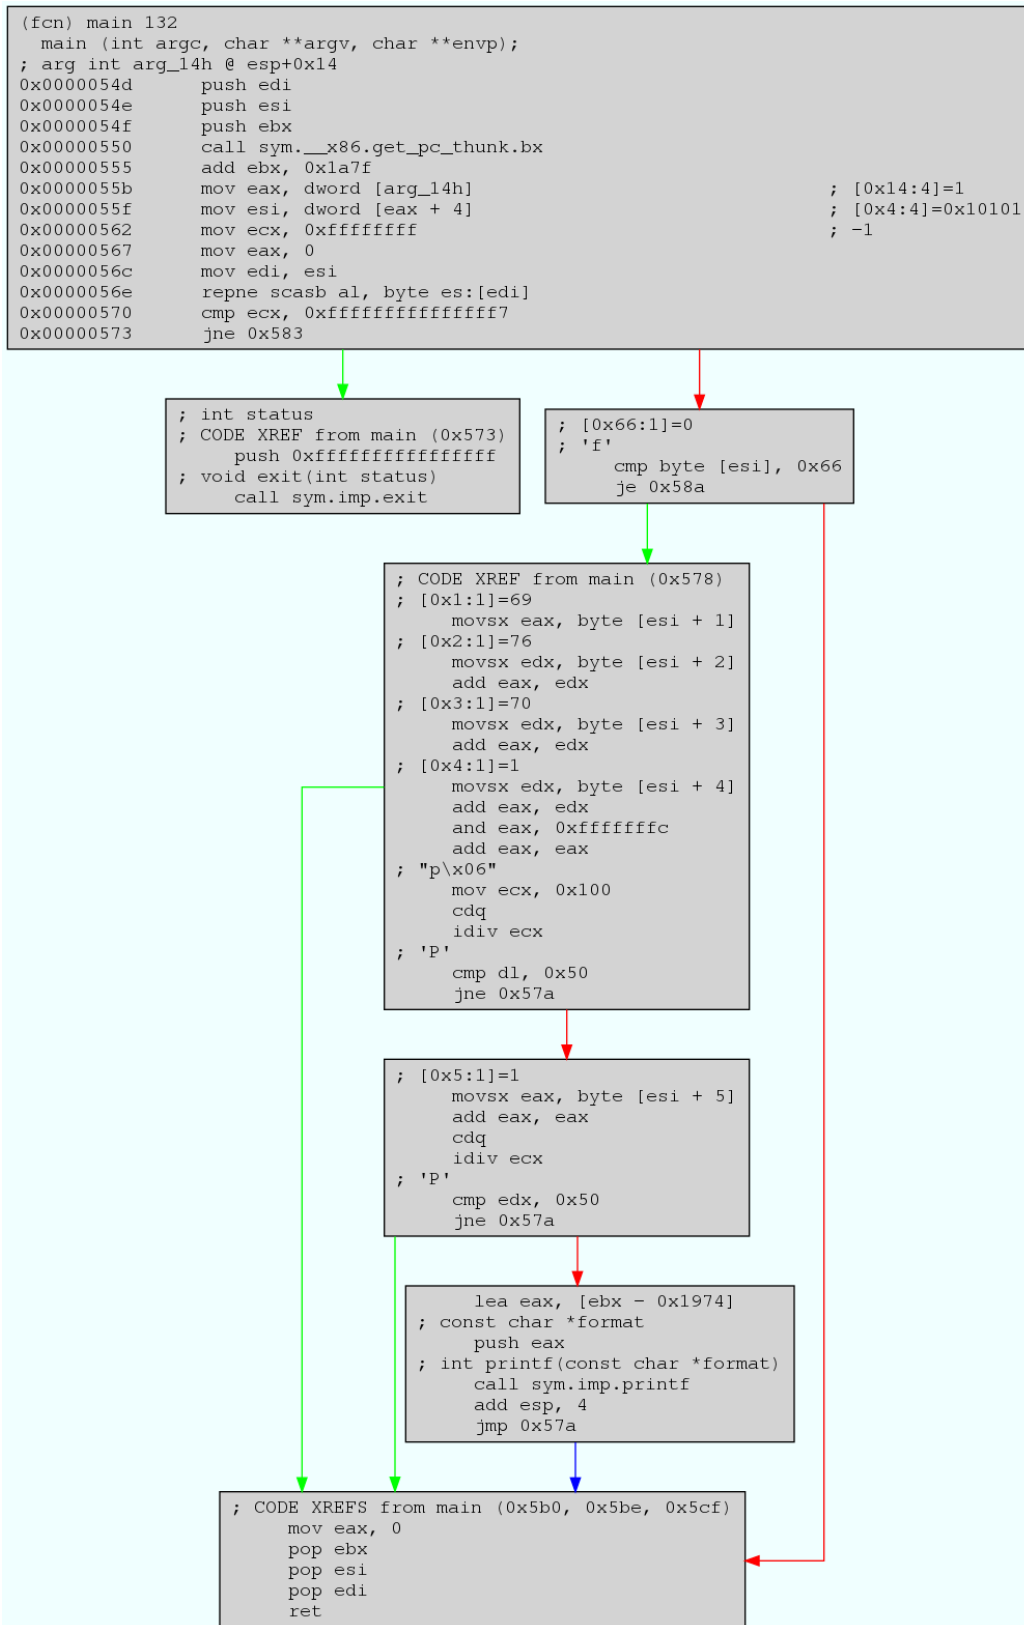 (fcn) main 132
main (int argc, char **argv, char **envp);
; arg int arg_14h @ esp+0x14
0x0000054d push edi
0x0000054e push esi
0x0000054f push ebx
0x00000550 call sym.__x86.get_pc_thunk.bx
0x00000555 add ebx, 0x1a7f
0x0000055b mov eax, dword [arg_14h] ; [0x14:4]=1
0x0000055f mov esi, dword [eax + 4] ; [0x4:4]=0x10101
0x00000562 mov ecx, 0xffffffff ; -1
0x00000567 mov eax, 0
0x0000056c mov edi, esi
0x0000056e repne scasb al, byte es:[edi]
0x00000570 cmp ecx, 0xfffffffffffffff7
0x00000573 jne 0x583
; int status
; CODE XREF from main (0x573)
push 0xffffffffffffffff
; void exit(int status)
call sym.imp.exit
; [0x66:1]=0
; 'f'
cmp byte [esi], 0x66
je 0x58a
; CODE XREF from main (0x578)
; [0x1:1]=69
movsx eax, byte [esi + 1]
; [0x2:1]=76
movsx edx, byte [esi + 2]
add eax, edx
; [0x3:1]=70
movsx edx, byte [esi + 3]
add eax, edx
; [0x4:1]=1
movsx edx, byte [esi + 4]
add eax, edx
and eax, 0xfffffffc
add eax, eax
; "p\x06"
mov ecx, 0x100
cdq
idiv ecx
; 'P'
cmp dl, 0x50
jne 0x57a
; [0x5:1]=1
movsx eax, byte [esi + 5]
add eax, eax
cdq
idiv ecx
; 'P'
cmp edx, 0x50
jne 0x57a
lea eax, [ebx - 0x1974]
; const char *format
push eax
; int printf(const char *format)
call sym.imp.printf
add esp, 4
jmp 0x57a
; CODE XREFS from main (0x5b0, 0x5be, 0x5cf)
mov eax, 0
pop ebx
pop esi
pop edi
ret